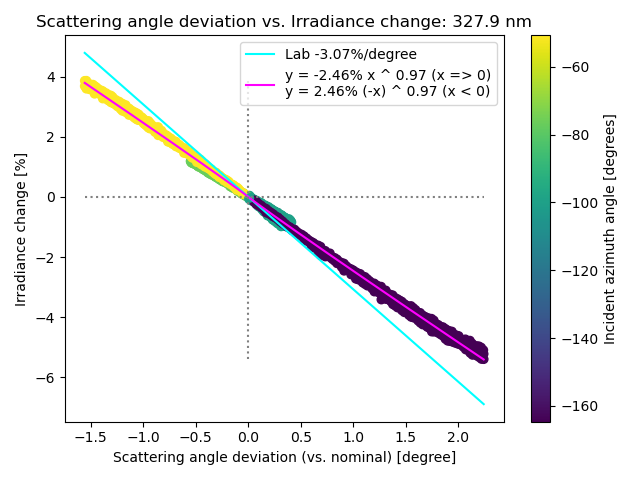 Scattering angle deviation vs. Irradiance change: 327.9 nm
Lab -3.07%/degree
y = -2.46% x ^ 0.97 (x => 0)
y = 2.46% (-x) ^ 0.97 (x < 0)
Irradiance change [%]
4
2
0
−2
−4
−6
−1.5
−1.0
−0.5
0.0
0.5
1.0
1.5
2.0
Scattering angle deviation (vs. nominal) [degree]
−60
−80
−100
−120
−140
−160
Incident azimuth angle [degrees]